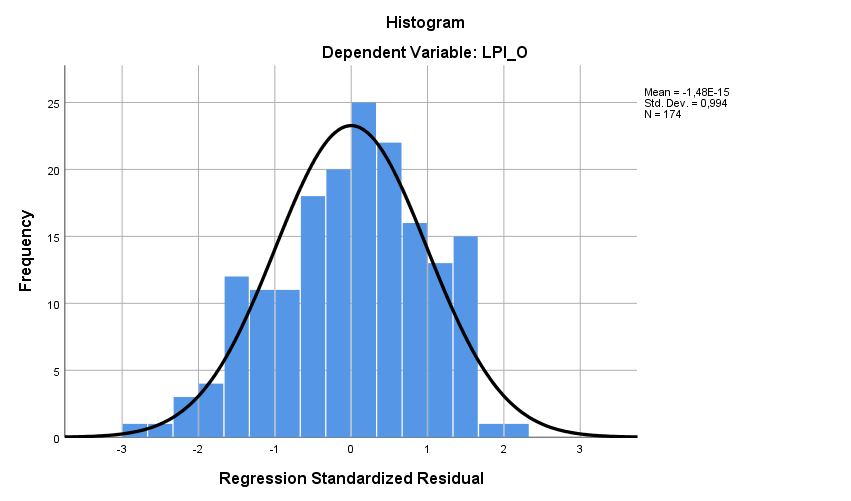 Histogram
Dependent Variable: LPI_O
Mean = -1,48E-15
Std. Dev. = 0,994
N = 174
Frequency
25
20
15
10
5
0
-3 -2 -1 0 1 2 3
Regression Standardized Residual